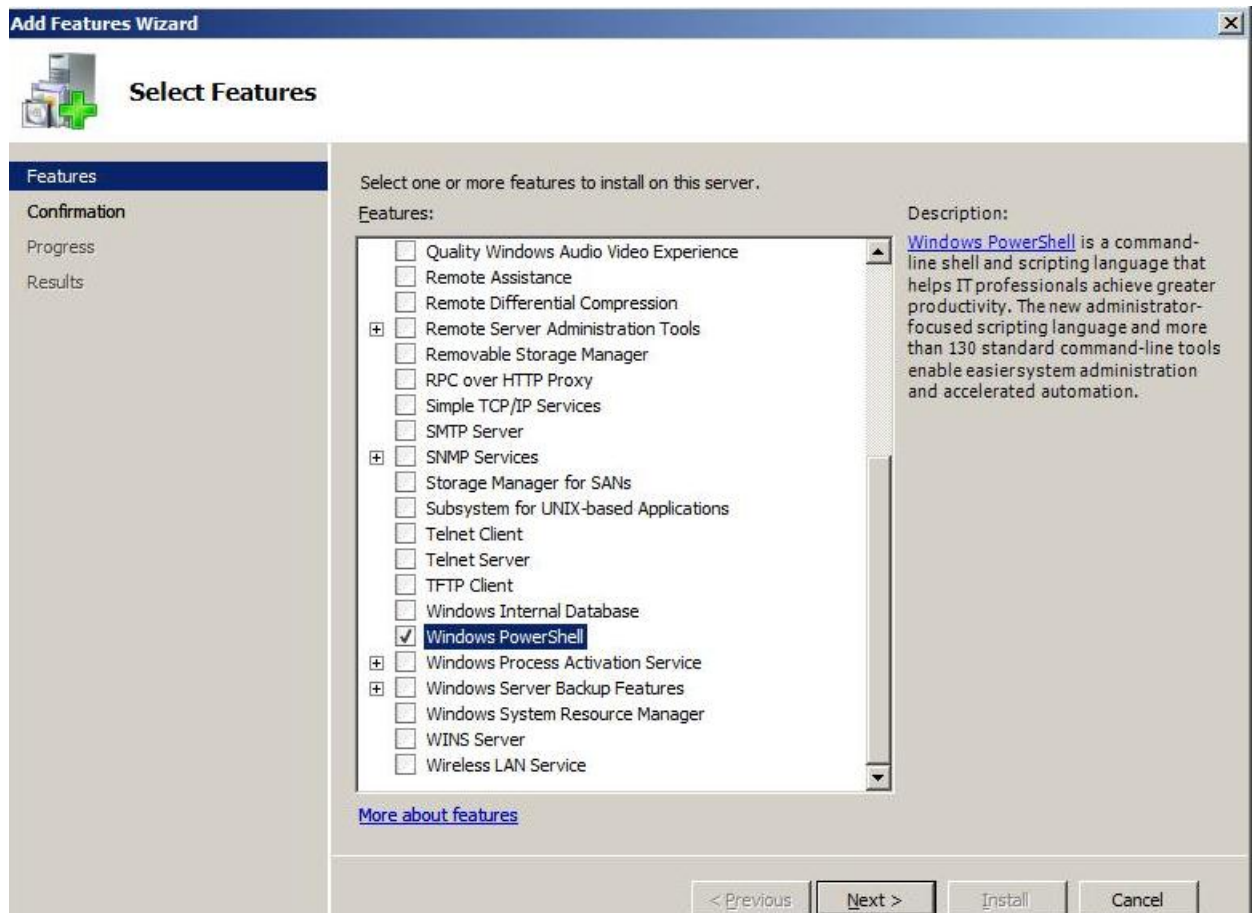 Add Features Wizard
Select Features
Features
Confirmation
Progress
Results
Select one or more features to install on this server.
Features:
Quality Windows Audio Video Experience
Remote Assistance
Remote Differential Compression
Remote Server Administration Tools
Removable Storage Manager
RPC over HTTP Proxy
Simple TCP/IP Services
SMTP Server
SNMP Services
Storage Manager for SANs
Subsystem for UNIX-based Applications
Telnet Client
Telnet Server
TFTP Client
Windows Internal Database
Windows PowerShell
Windows Process Activation Service
Windows Server Backup Features
Windows System Resource Manager
WINS Server
Wireless LAN Service
More about features
Description:
Windows PowerShell is a command-
line shell and scripting language that
helps IT professionals achieve greater
productivity. The new administrator-
focused scripting language and more
than 130 standard command-line tools
enable easiersystem administration
and accelerated automation.
< Previous
Next >
Install
Cancel